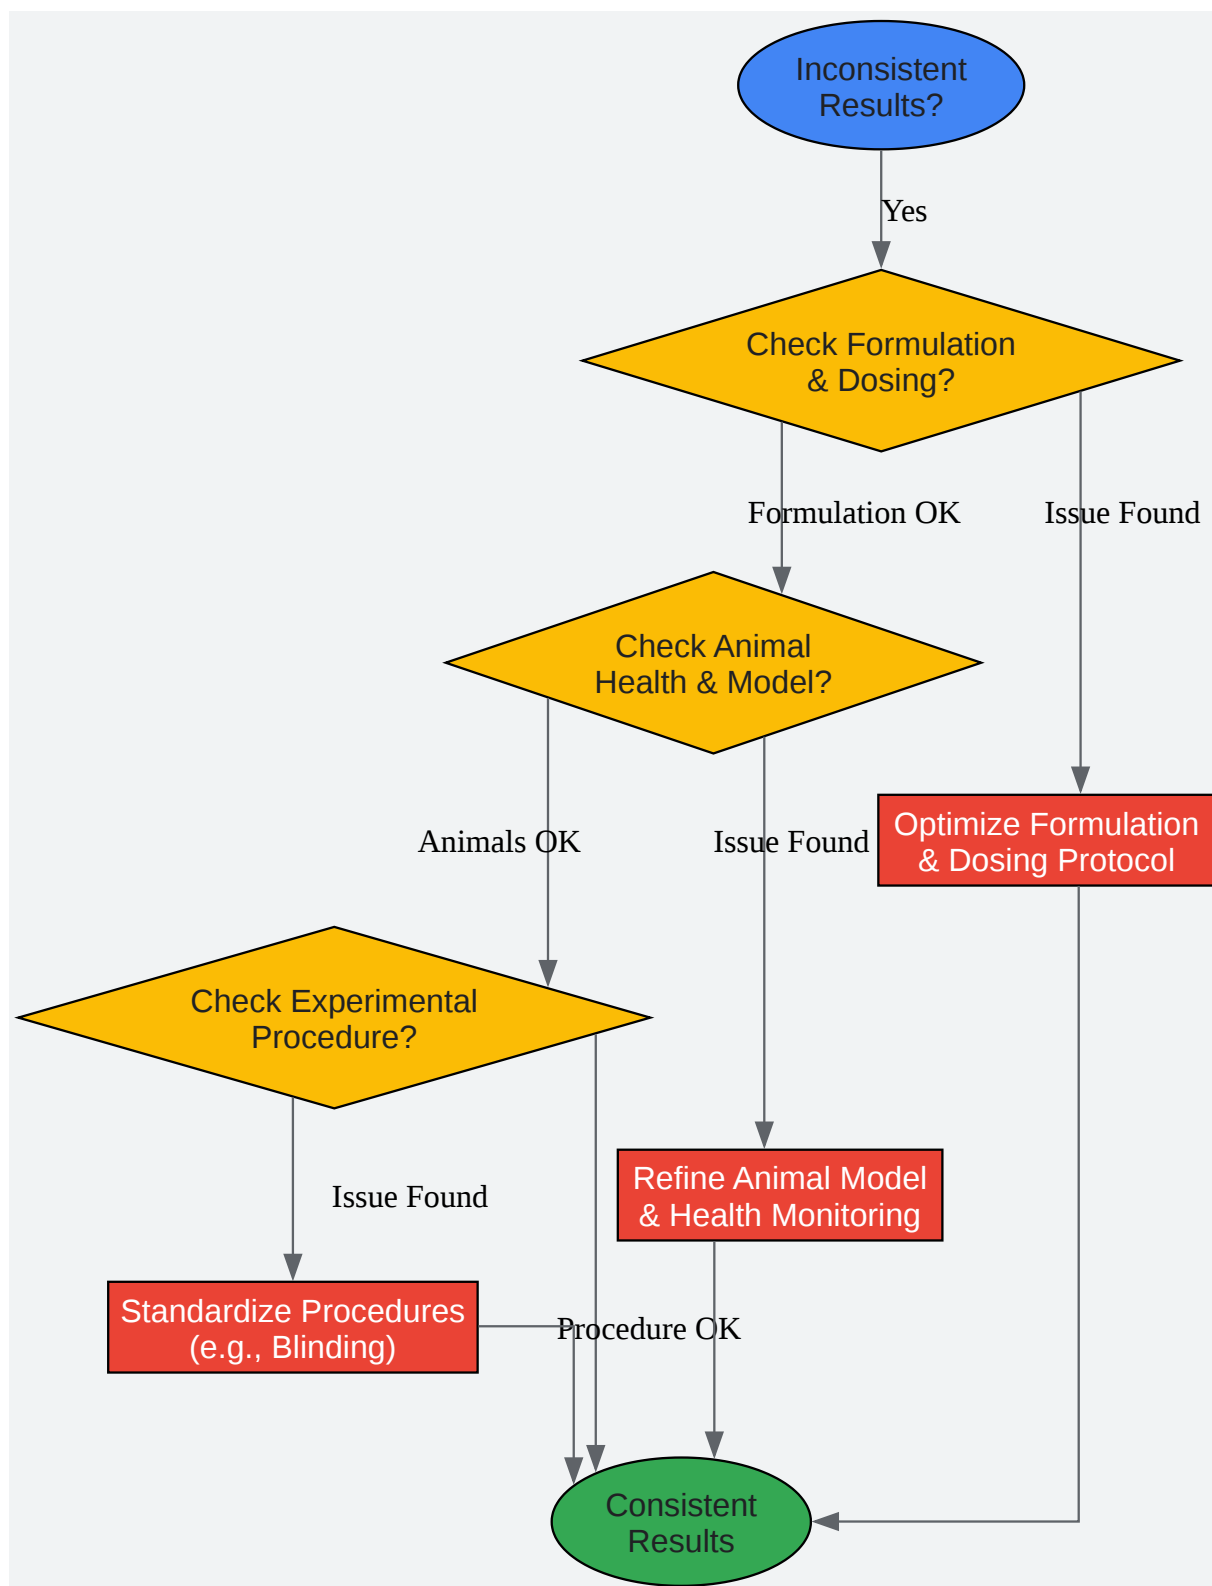 Inconsistent
Results?
Yes
Check Formulation
& Dosing?
Formulation OK
Issue Found
Check Animal
Health & Model?
Animals OK
Issue Found
Optimize Formulation
& Dosing Protocol
Check Experimental
Procedure?
Issue Found
Refine Animal Model
& Health Monitoring
Standardize Procedures
(e.g., Blinding)
Procedure OK
Consistent
Results